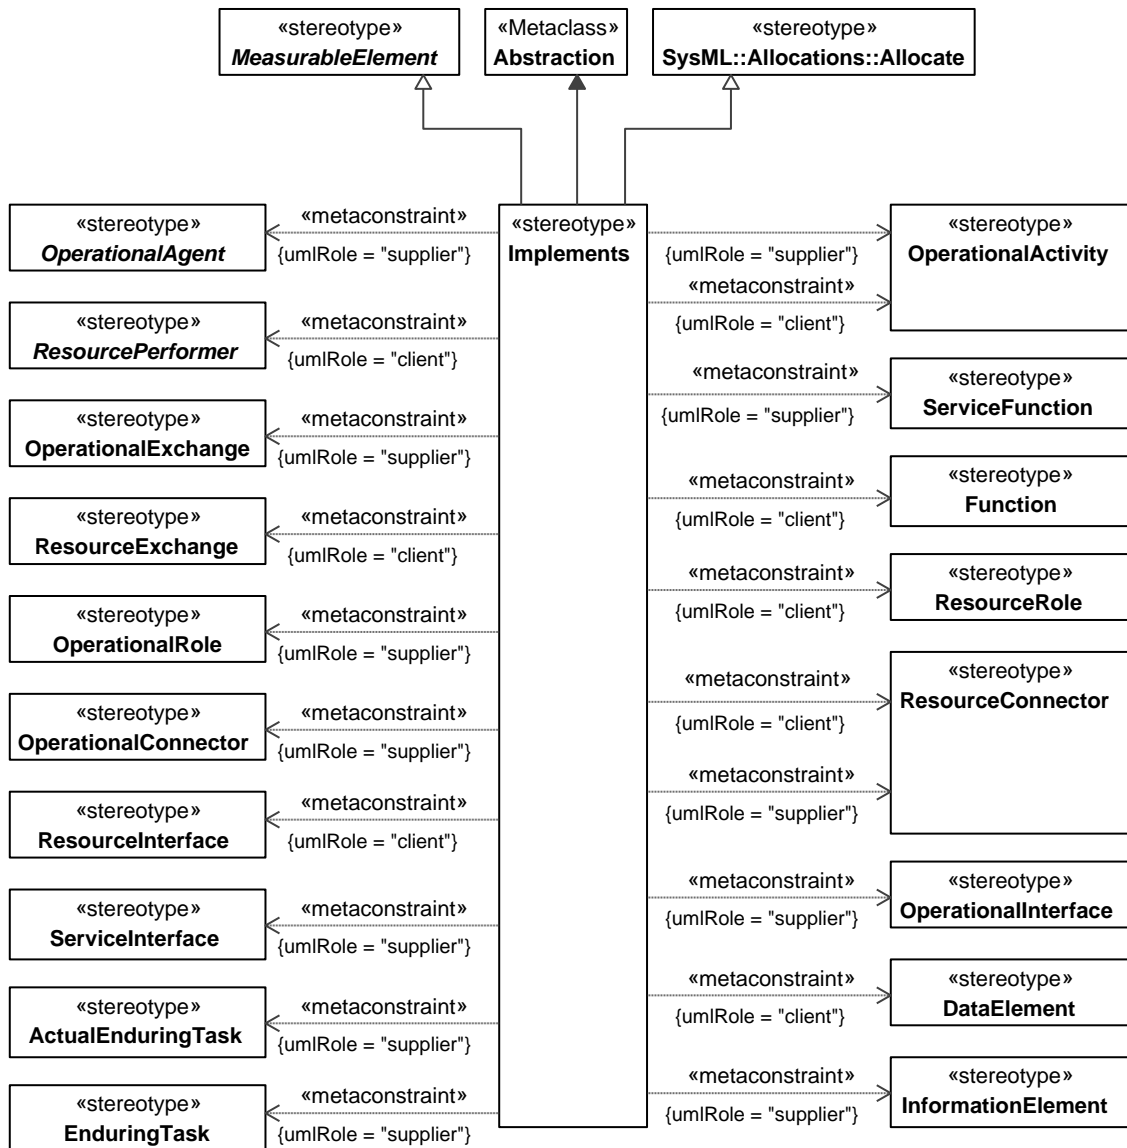 «stereotype»
MeasurableElement
«Metaclass»
Abstraction
«stereotype»
SysML::Allocations::Allocate
«stereotype»
Implements
«stereotype»
OperationalAgent
«metaconstraint»
{umlRole = "supplier"}
«stereotype»
ResourcePerformer
«metaconstraint»
{umlRole = "client"}
«stereotype»
OperationalExchange
«metaconstraint»
{umlRole = "supplier"}
«stereotype»
ResourceExchange
«metaconstraint»
{umlRole = "client"}
«stereotype»
OperationalRole
«metaconstraint»
{umlRole = "supplier"}
«stereotype»
OperationalConnector
«metaconstraint»
{umlRole = "supplier"}
«stereotype»
ResourceInterface
«metaconstraint»
{umlRole = "client"}
«stereotype»
ServiceInterface
«metaconstraint»
{umlRole = "supplier"}
«stereotype»
ActualEnduringTask
«metaconstraint»
{umlRole = "supplier"}
«stereotype»
EnduringTask
«metaconstraint»
{umlRole = "supplier"}
{umlRole = "supplier"}
«stereotype»
OperationalActivity
«metaconstraint»
{umlRole = "client"}
«metaconstraint»
{umlRole = "supplier"}
«stereotype»
ServiceFunction
«metaconstraint»
{umlRole = "client"}
«stereotype»
Function
«metaconstraint»
{umlRole = "client"}
«stereotype»
ResourceRole
«metaconstraint»
{umlRole = "client"}
«stereotype»
ResourceConnector
«metaconstraint»
{umlRole = "supplier"}
«metaconstraint»
{umlRole = "supplier"}
«stereotype»
OperationalInterface
«metaconstraint»
{umlRole = "client"}
«stereotype»
DataElement
«metaconstraint»
{umlRole = "supplier"}
«stereotype»
InformationElement